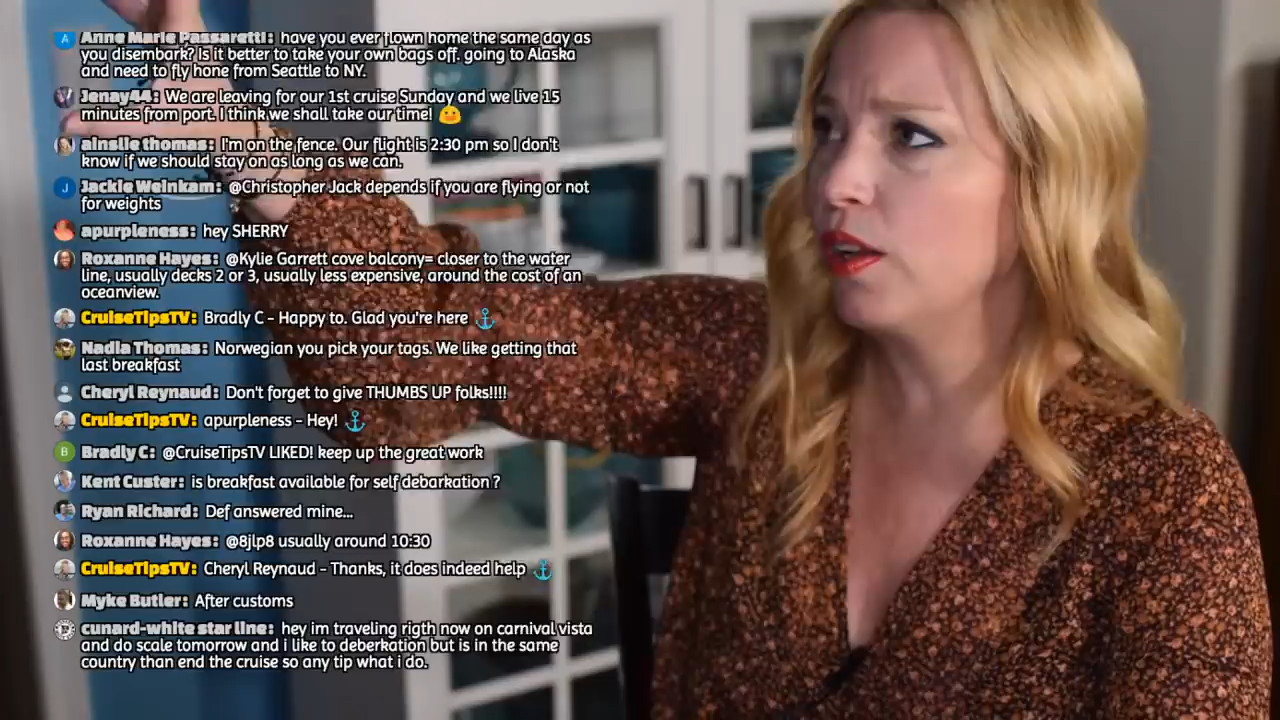 A Anne Marie Passaretti: have you ever flown home the same day as
you disembark? Is it better to take your own bags off. going to Alaska
and need to fly hone from Seattle to NY.
Jenay44: We are leaving for our 1st cruise Sunday and we live 15
minutes from port. I think we shall take our time!
ainslie thomas: I'm on the fence. Our flight is 2:30 pm so I don't
know if we should stay on as long as we can.
J Jackie Weinkam: @Christopher Jack depends if you are flying or not
for weights
apurpleness: hey SHERRY
Roxanne Hayes: @Kylie Garrett cove balcony= closer to the water
line, usually decks 2 or 3, usually less expensive, around the cost of an
oceanview.
CruiseTipsTV: Bradly C - Happy to. Glad you're here ⚓
Nadia Thomas: Norwegian you pick your tags. We like getting that
last breakfast
Cheryl Reynaud: Don't forget to give THUMBS UP folks!!!!
CruiseTipsTV: apurpleness - Hey! ⚓
B Bradly C: @CruiseTipsTV LIKED! keep up the great work
Kent Custer: is breakfast available for self debarkation ?
Ryan Richard: Def answered mine...
Roxanne Hayes: @8jlp8 usually around 10:30
CruiseTipsTV: Cheryl Reynaud - Thanks, it does indeed help ⚓
Myke Butler: After customs
cunard-white star line: hey im traveling rigth now on carnival vista
and do scale tomorrow and i like to deberkation but is in the same
country than end the cruise so any tip what i do.